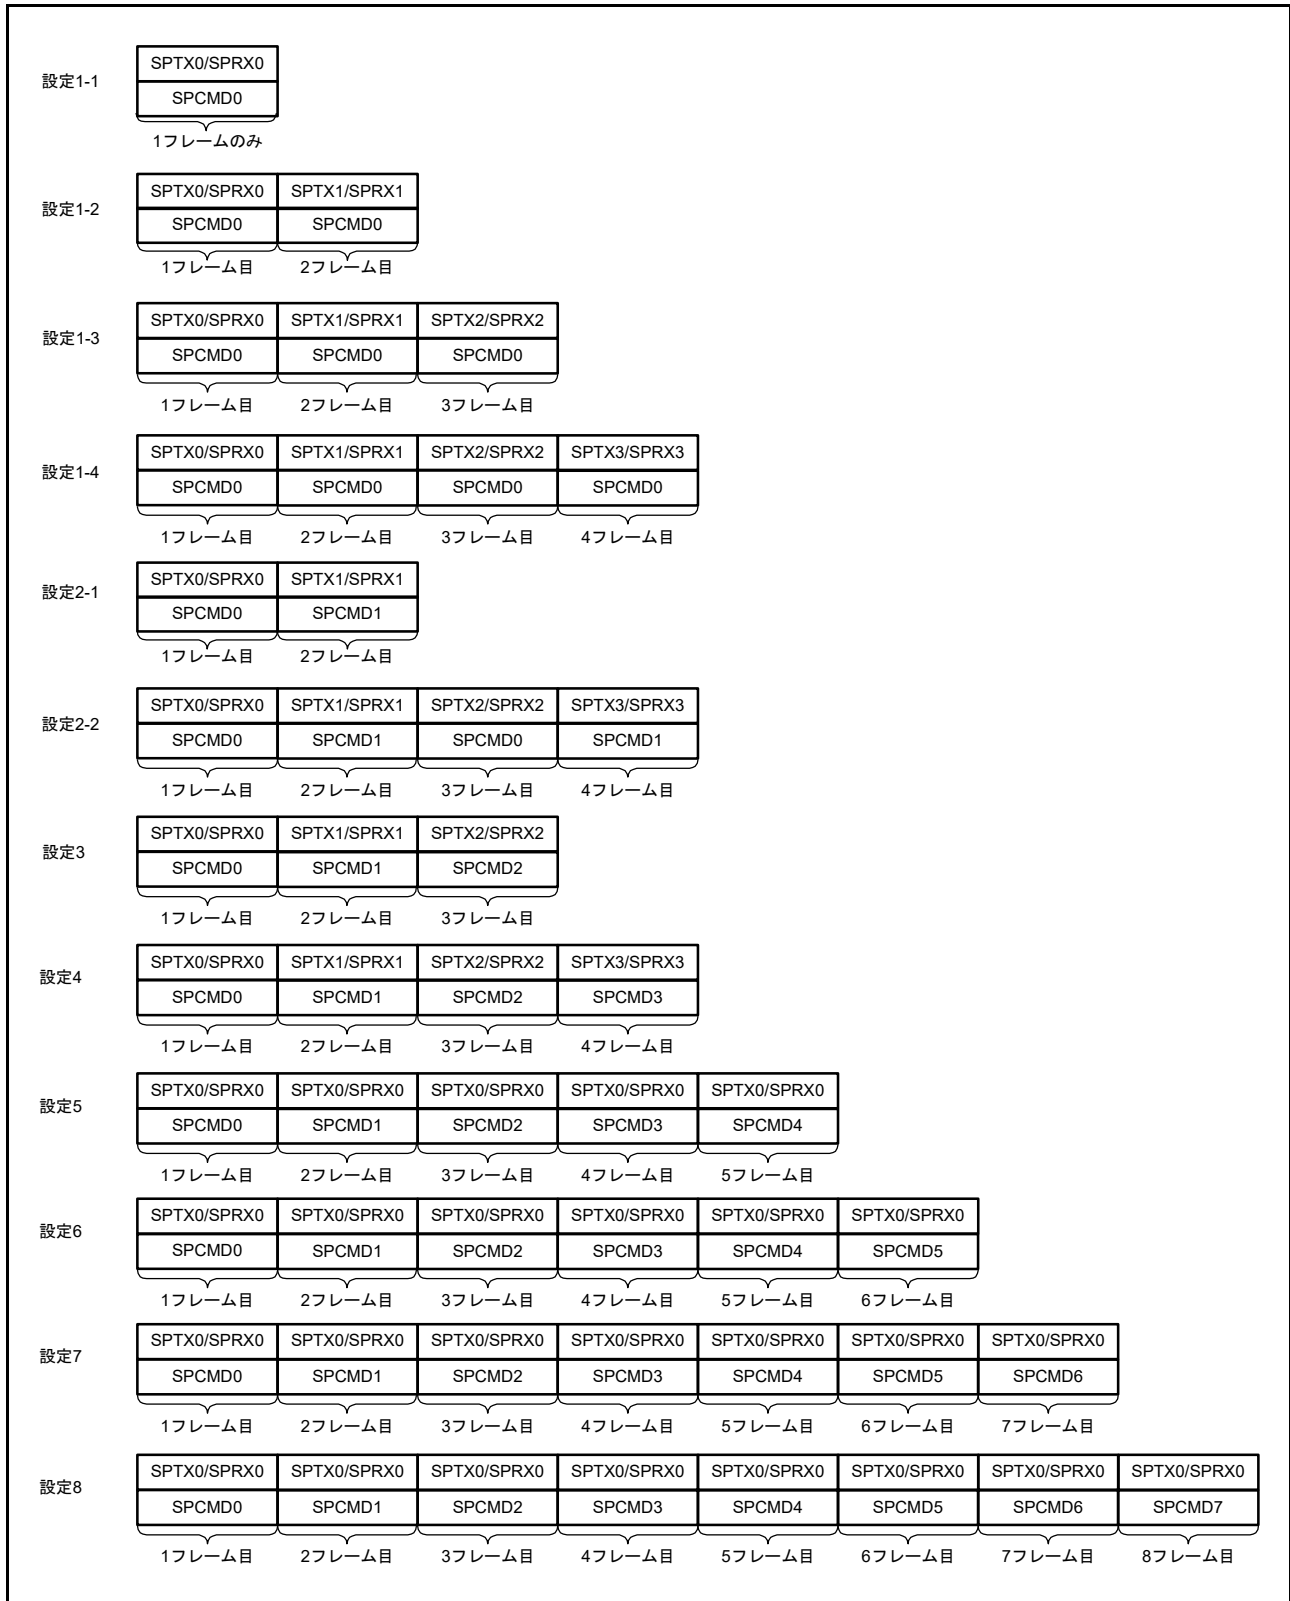 設定1-1
SPTX0/SPRX0
SPCMD0
1フレームのみ
設定1-2
SPTX0/SPRX0 SPTX1/SPRX1
SPCMD0 SPCMD0
1フレーム目 2フレーム目
設定1-3
SPTX0/SPRX0 SPTX1/SPRX1 SPTX2/SPRX2
SPCMD0 SPCMD0 SPCMD0
1フレーム目 2フレーム目 3フレーム目
設定1-4
SPTX0/SPRX0 SPTX1/SPRX1 SPTX2/SPRX2 SPTX3/SPRX3
SPCMD0 SPCMD0 SPCMD0 SPCMD0
1フレーム目 2フレーム目 3フレーム目 4フレーム目
設定2-1
SPTX0/SPRX0 SPTX1/SPRX1
SPCMD0 SPCMD1
1フレーム目 2フレーム目
設定2-2
SPTX0/SPRX0 SPTX1/SPRX1 SPTX2/SPRX2 SPTX3/SPRX3
SPCMD0 SPCMD1 SPCMD0 SPCMD1
1フレーム目 2フレーム目 3フレーム目 4フレーム目
設定3
SPTX0/SPRX0 SPTX1/SPRX1 SPTX2/SPRX2
SPCMD0 SPCMD1 SPCMD2
1フレーム目 2フレーム目 3フレーム目
設定4
SPTX0/SPRX0 SPTX1/SPRX1 SPTX2/SPRX2 SPTX3/SPRX3
SPCMD0 SPCMD1 SPCMD2 SPCMD3
1フレーム目 2フレーム目 3フレーム目 4フレーム目
設定5
SPTX0/SPRX0 SPTX0/SPRX0 SPTX0/SPRX0 SPTX0/SPRX0 SPTX0/SPRX0
SPCMD0 SPCMD1 SPCMD2 SPCMD3 SPCMD4
1フレーム目 2フレーム目 3フレーム目 4フレーム目 5フレーム目
設定6
SPTX0/SPRX0 SPTX0/SPRX0 SPTX0/SPRX0 SPTX0/SPRX0 SPTX0/SPRX0 SPTX0/SPRX0
SPCMD0 SPCMD1 SPCMD2 SPCMD3 SPCMD4 SPCMD5
1フレーム目 2フレーム目 3フレーム目 4フレーム目 5フレーム目 6フレーム目
設定7
SPTX0/SPRX0 SPTX0/SPRX0 SPTX0/SPRX0 SPTX0/SPRX0 SPTX0/SPRX0 SPTX0/SPRX0 SPTX0/SPRX0
SPCMD0 SPCMD1 SPCMD2 SPCMD3 SPCMD4 SPCMD5 SPCMD6
1フレーム目 2フレーム目 3フレーム目 4フレーム目 5フレーム目 6フレーム目 7フレーム目
設定8
SPTX0/SPRX0 SPTX0/SPRX0 SPTX0/SPRX0 SPTX0/SPRX0 SPTX0/SPRX0 SPTX0/SPRX0 SPTX0/SPRX0 SPTX0/SPRX0
SPCMD0 SPCMD1 SPCMD2 SPCMD3 SPCMD4 SPCMD5 SPCMD6 SPCMD7
1フレーム目 2フレーム目 3フレーム目 4フレーム目 5フレーム目 6フレーム目 7フレーム目 8フレーム目